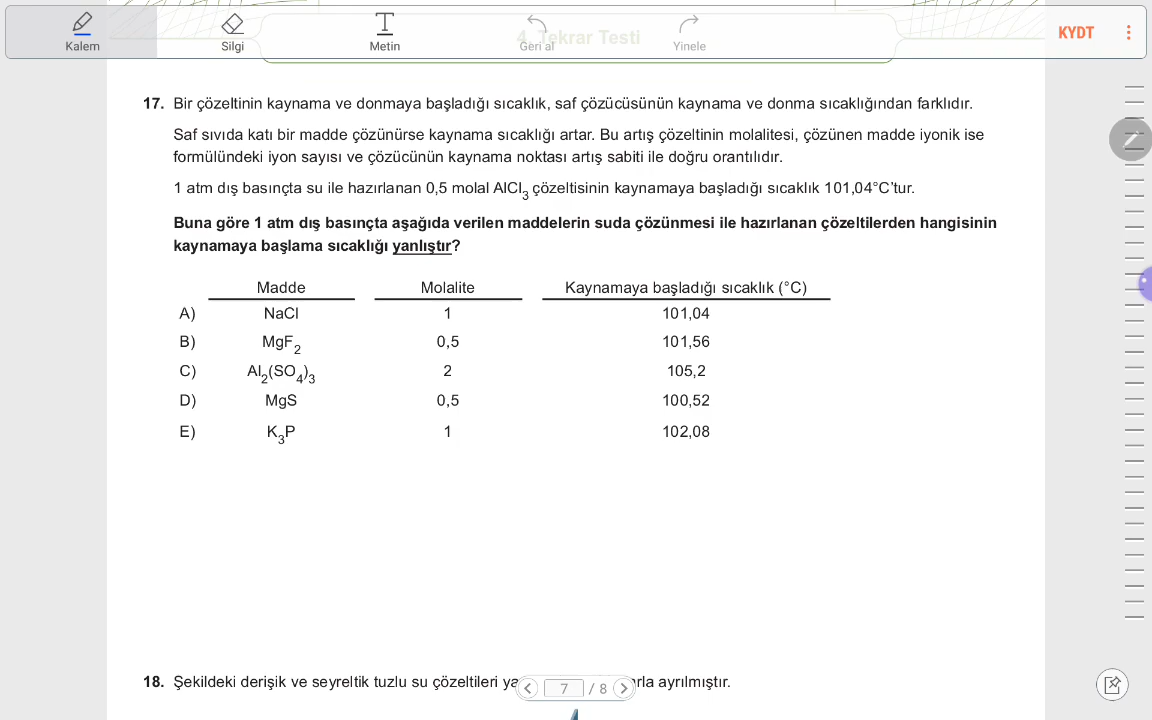 Kalem
Silgi
Metin
Geri al
Yinele
KYDT
4. Tekrar Testi
17. Bir çözeltinin kaynama ve donmaya başladığı sıcaklık, saf çözücüsünün kaynama ve donma sıcaklığından farklıdır.
Saf sıvıda katı bir madde çözünürse kaynama sıcaklığı artar. Bu artış çözeltinin molalitesi, çözünen madde iyonik ise
formülündeki iyon sayısı ve çözücünün kaynama noktası artış sabiti ile doğru orantılıdır.
1 atm dış basınçta su ile hazırlanan 0,5 molal AlCl3 çözeltisinin kaynamaya başladığı sıcaklık 101,04°C'tur.
Buna göre 1 atm dış basınçta aşağıda verilen maddelerin suda çözünmesi ile hazırlanan çözeltilerden hangisinin
kaynamaya başlama sıcaklığı yanlıştır?
Madde Molalite Kaynamaya başladığı sıcaklık (°C)
A) NaCl 1 101,04
B) MgF2 0,5 101,56
C) Al2(SO4)3 2 105,2
D) MgS 0,5 100,52
E) K3P 1 102,08
18. Şekildeki derişik ve seyreltik tuzlu su çözeltileri ayrılmıştır.
7 / 8